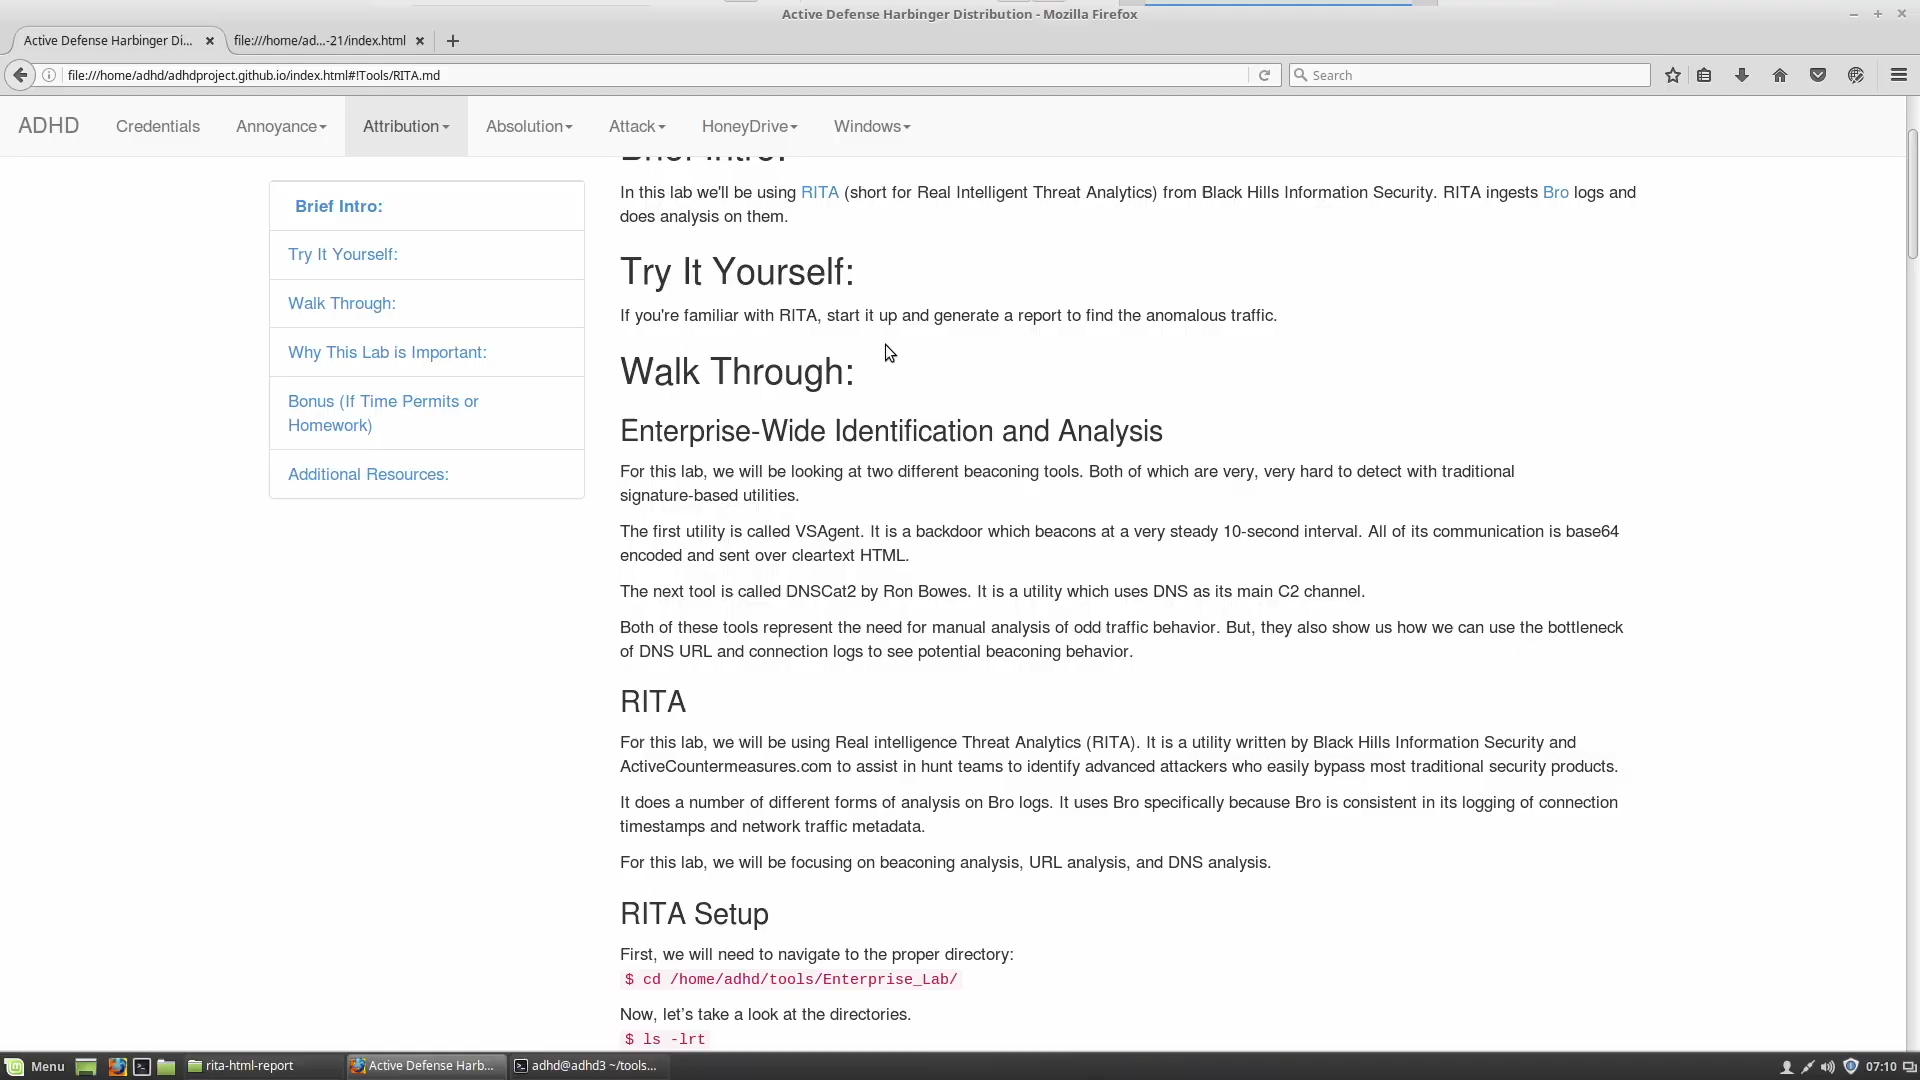 Active Defense Harbinger Distribution - Mozilla Firefox
Active Defense Harbinger Di...
file:///home/ad...-21/index.html
file:///home/adhd/adhdproject.github.io/index.html#!Tools/RITA.md
Search
ADHD
Credentials
Annoyance
Attribution
Absolution
Attack
HoneyDrive
Windows
Brief Intro:
Try It Yourself:
Walk Through:
Why This Lab is Important:
Bonus (If Time Permits or
Homework)
Additional Resources:
Brief Intro:
In this lab we'll be using RITA (short for Real Intelligent Threat Analytics) from Black Hills Information Security. RITA ingests Bro logs and
does analysis on them.
Try It Yourself:
If you're familiar with RITA, start it up and generate a report to find the anomalous traffic.
Walk Through:
Enterprise-Wide Identification and Analysis
For this lab, we will be looking at two different beaconing tools. Both of which are very, very hard to detect with traditional
signature-based utilities.
The first utility is called VSAgent. It is a backdoor which beacons at a very steady 10-second interval. All of its communication is base64
encoded and sent over cleartext HTML.
The next tool is called DNSCat2 by Ron Bowes. It is a utility which uses DNS as its main C2 channel.
Both of these tools represent the need for manual analysis of odd traffic behavior. But, they also show us how we can use the bottleneck
of DNS URL and connection logs to see potential beaconing behavior.
RITA
For this lab, we will be using Real intelligence Threat Analytics (RITA). It is a utility written by Black Hills Information Security and
ActiveCountermeasures.com to assist in hunt teams to identify advanced attackers who easily bypass most traditional security products.
It does a number of different forms of analysis on Bro logs. It uses Bro specifically because Bro is consistent in its logging of connection
timestamps and network traffic metadata.
For this lab, we will be focusing on beaconing analysis, URL analysis, and DNS analysis.
RITA Setup
First, we will need to navigate to the proper directory:
$ cd /home/adhd/tools/Enterprise_Lab/
Now, let’s take a look at the directories.
$ ls -lrt
Menu
rita-html-report
Active Defense Harb...
adhd@adhd3 ~/tools...
07:10